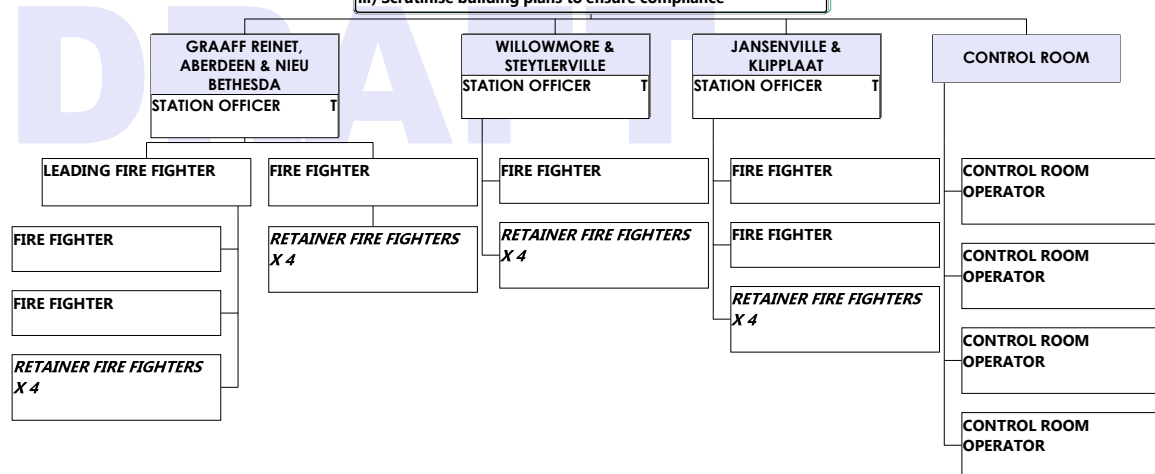 DRAFT
iii) Scrutinise building plans to ensure compliance
GRAAFF REINET,
ABERDEEN & NIEU
BETHESDA
STATION OFFICER T
WILLOWMORE &
STEYTLERVILLE
STATION OFFICER T
JANSENVILLE &
KLIPPLAAT
STATION OFFICER T
CONTROL ROOM
LEADING FIRE FIGHTER
FIRE FIGHTER
FIRE FIGHTER
RETAINER FIRE FIGHTERS
X 4
FIRE FIGHTER
RETAINER FIRE FIGHTERS
X 4
FIRE FIGHTER
RETAINER FIRE FIGHTERS
X 4
FIRE FIGHTER
FIRE FIGHTER
RETAINER FIRE FIGHTERS
X 4
CONTROL ROOM
OPERATOR
CONTROL ROOM
OPERATOR
CONTROL ROOM
OPERATOR
CONTROL ROOM
OPERATOR